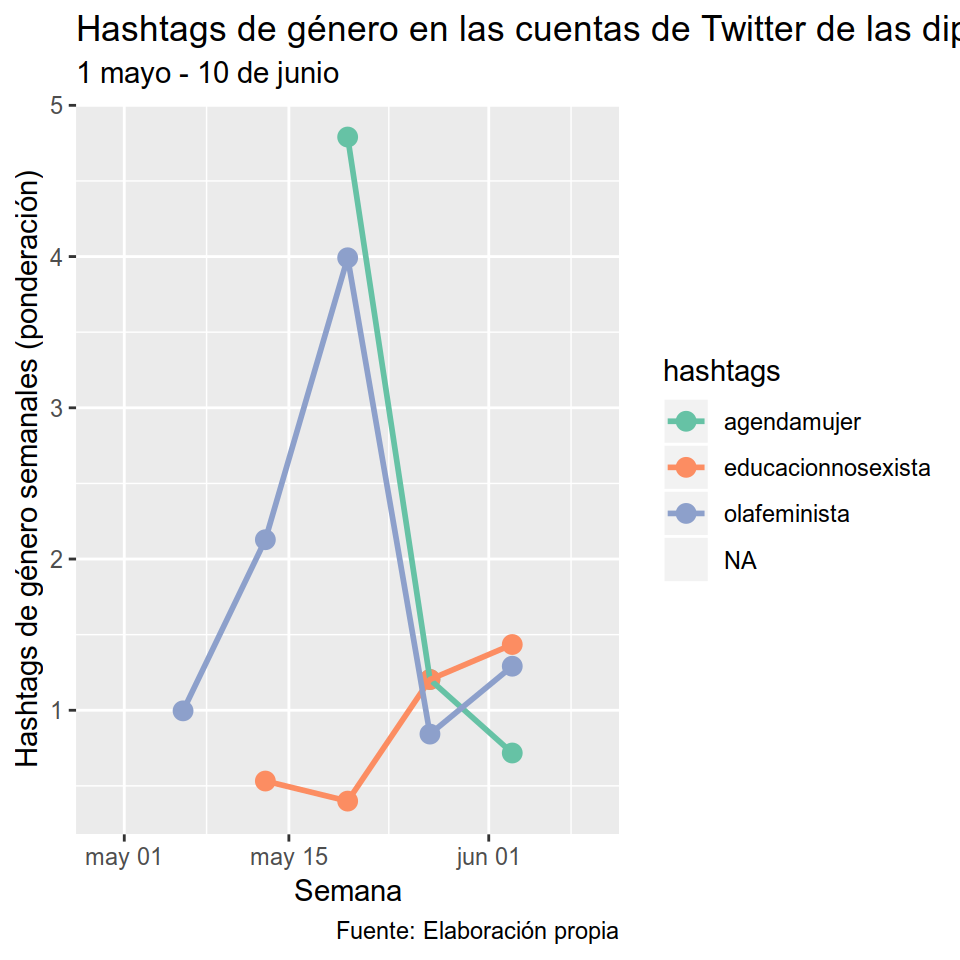 Hashtags de género en las cuentas de Twitter de las dip
1 mayo - 10 de junio
Hashtags de género semanales (ponderación)
5
4
3
2
1
may 01
may 15
jun 01
Semana
Fuente: Elaboración propia
hashtags
agendamujer
educacionnosexista
olafeminista
NA